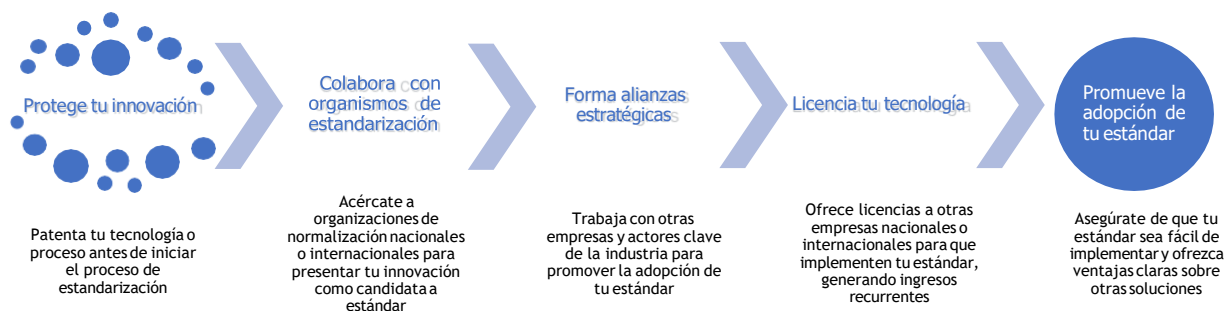 Protege tu innovación
Colabora con
organismos de
estandarización
Forma alianzas
estratégicas
Licencia tu tecnología
Promueve la
adopción de
tu estándar
Patenta tu tecnología o
proceso antes de iniciar
el proceso de
estandarización
Acércate a
organizaciones de
normalización nacionales
o internacionales para
presentar tu innovación
como candidata a
estándar
Trabaja con otras
empresas y actores clave
de la industria para
promover la adopción de
tu estándar
Ofrece licencias a otras
empresas nacionales o
internacionales para que
implementen tu estándar,
generando ingresos
recurrentes
Asegúrate de que tu
estándar sea fácil de
implementar y ofrezca
ventajas claras sobre
otras soluciones